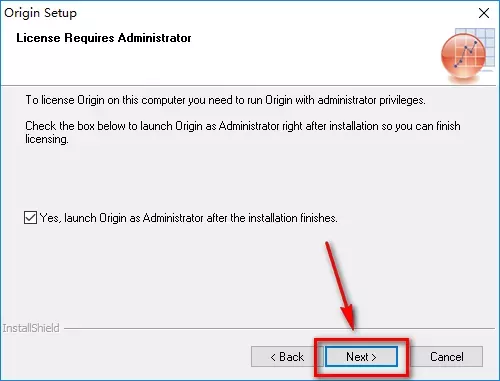 Origin Setup
License Requires Administrator
To license Origin on this computer you need to run Origin with administrator privileges.
Check the box below to launch Origin as Administrator right after installation so you can finish
licensing.
Yes, launch Origin as Administrator after the installation finishes.
InstallShield
< Back
Next >
Cancel